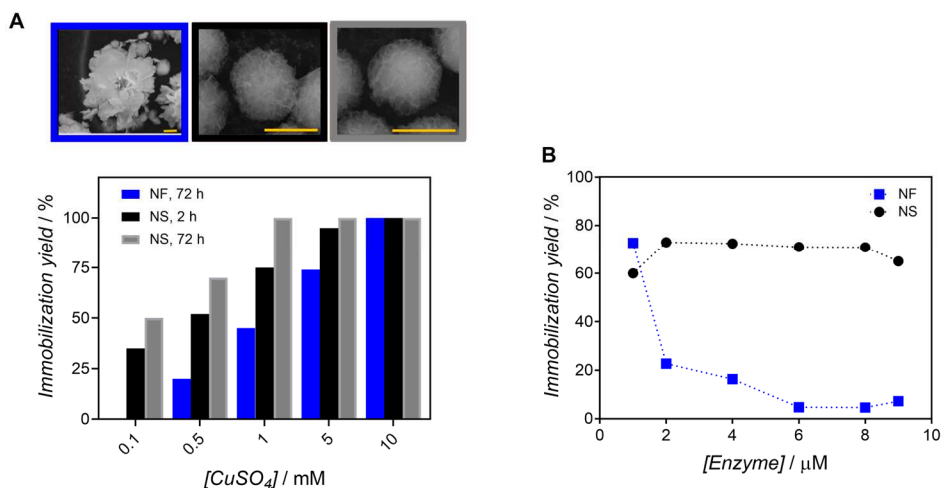 A
NF, 72 h
NS, 2 h
NS, 72 h
Immobilization yield / %
100
75
50
25
0
0.1
0.5
1
5
10
[CuSO₄] / mM
B
NF
NS
Immobilization yield / %
100
80
60
40
20
0
0
2
4
6
8
10
[Enzyme] / μM